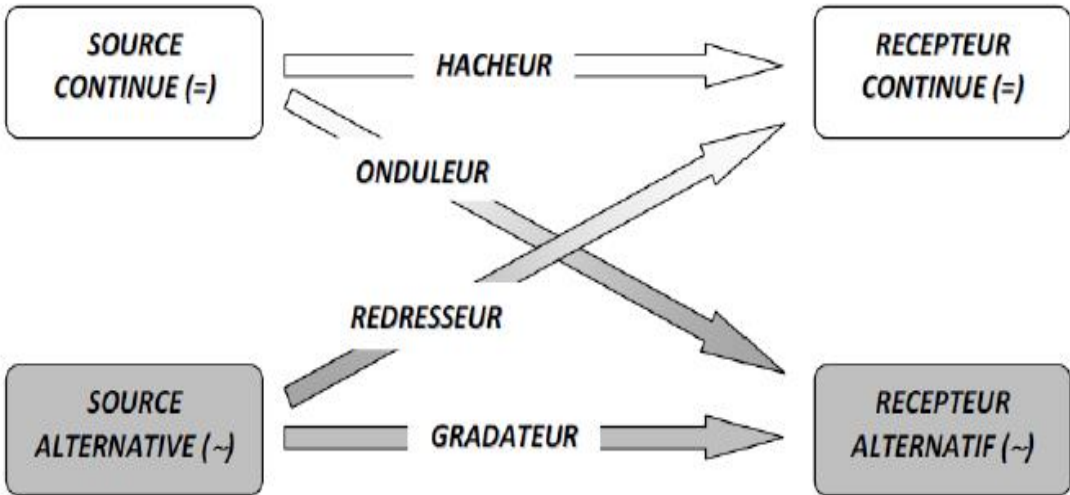 SOURCE
CONTINUE (=)
HACHEUR
RECEPTEUR
CONTINUE (=)
ONDULEUR
REDRESSEUR
SOURCE
ALTERNATIVE (~)
GRADATEUR
RECEPTEUR
ALTERNATIF (~)